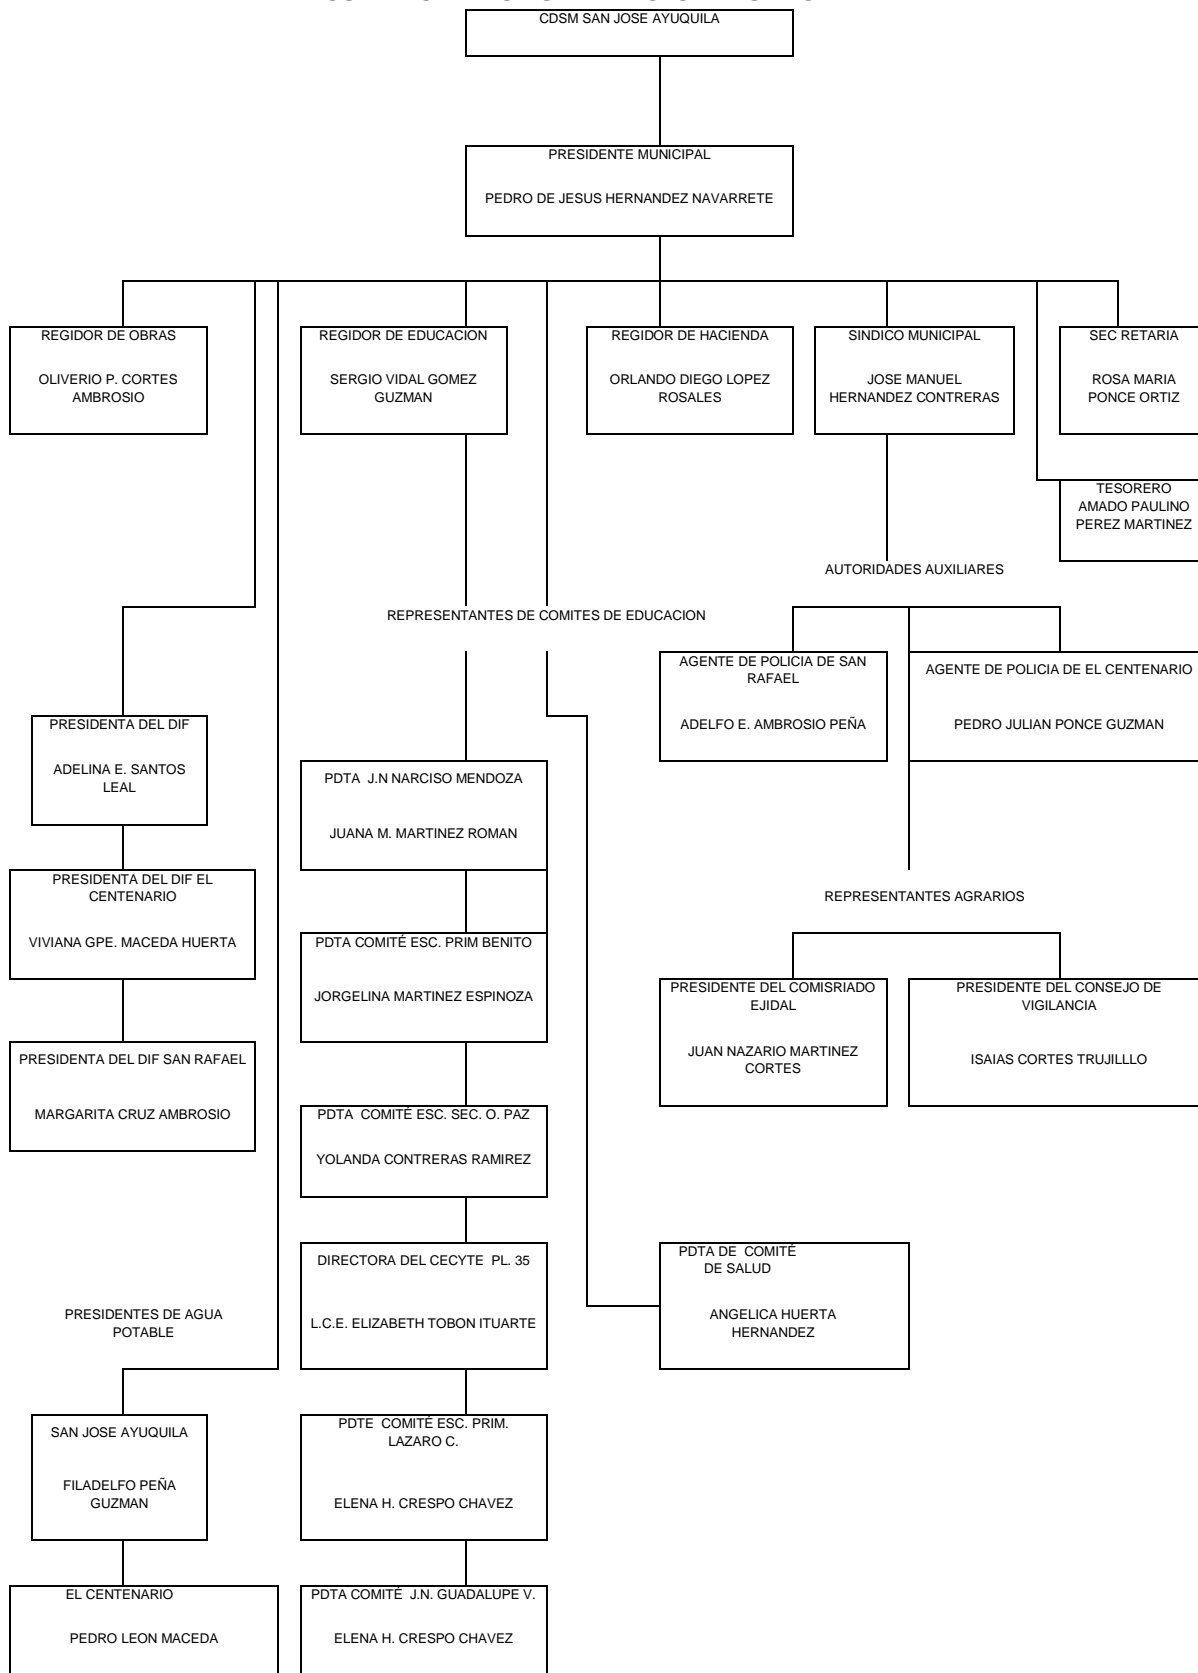 CDSM SAN JOSE AYUQUILA
PRESIDENTE MUNICIPAL
PEDRO DE JESUS HERNANDEZ NAVARRETE
REGIDOR DE OBRAS
OLIVERIO P. CORTES
AMBROSIO
REGIDOR DE EDUCACION
SERGIO VIDAL GOMEZ
GUZMAN
REGIDOR DE HACIENDA
ORLANDO DIEGO LOPEZ
ROSALES
SINDICO MUNICIPAL
JOSE MANUEL
HERNANDEZ CONTRERAS
SEC RETARIA
ROSA MARIA
PONCE ORTIZ
TESORERO
AMADO PAULINO
PEREZ MARTINEZ
AUTORIDADES AUXILIARES
REPRESENTANTES DE COMITES DE EDUCACION
AGENTE DE POLICIA DE SAN
RAFAEL
ADELFO E. AMBROSIO PEÑA
AGENTE DE POLICIA DE EL CENTENARIO
PEDRO JULIAN PONCE GUZMAN
PRESIDENTA DEL DIF
ADELINA E. SANTOS
LEAL
PDTA J.N NARCISO MENDOZA
JUANA M. MARTINEZ ROMAN
PRESIDENTA DEL DIF EL
CENTENARIO
VIVIANA GPE. MACEDA HUERTA
REPRESENTANTES AGRARIOS
PDTA COMITÉ ESC. PRIM BENITO
JORGELINA MARTINEZ ESPINOZA
PRESIDENTE DEL COMISRIADO
EJIDAL
JUAN NAZARIO MARTINEZ
CORTES
PRESIDENTE DEL CONSEJO DE
VIGILANCIA
ISAIAS CORTES TRUJILLLO
PRESIDENTA DEL DIF SAN RAFAEL
MARGARITA CRUZ AMBROSIO
PDTA COMITÉ ESC. SEC. O. PAZ
YOLANDA CONTRERAS RAMIREZ
DIRECTORA DEL CECYTE PL. 35
L.C.E. ELIZABETH TOBON ITUARTE
PDTA DE COMITÉ
DE SALUD
ANGELICA HUERTA
HERNANDEZ
PRESIDENTES DE AGUA
POTABLE
SAN JOSE AYUQUILA
FILADELFO PEÑA
GUZMAN
PDTE COMITÉ ESC. PRIM.
LAZARO C.
ELENA H. CRESPO CHAVEZ
EL CENTENARIO
PEDRO LEON MACEDA
PDTA COMITÉ J.N. GUADALUPE V.
ELENA H. CRESPO CHAVEZ